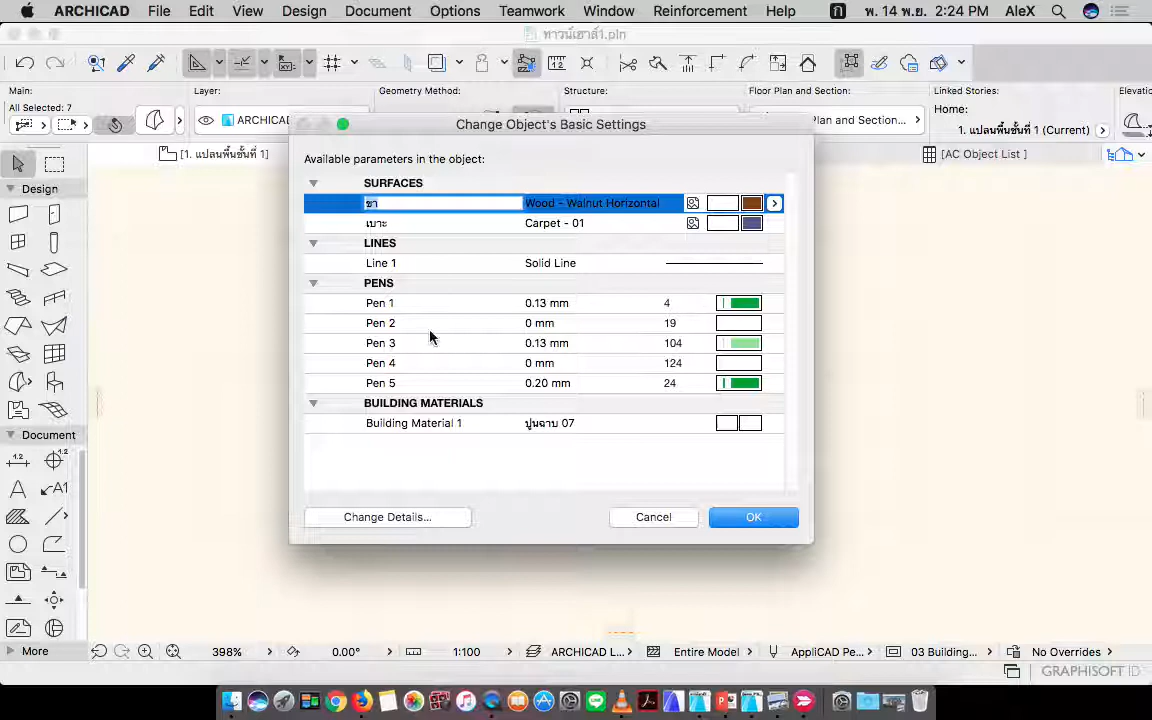 ARCHICAD File Edit View Design Document Options Teamwork Window Reinforcement Help ก พ. 14 พ.ย. 2:24 PM AleX
ทาวน์เฮาส์1.pln
Main: Layer: Geometry Method: Structure: Floor Plan and Section: Linked Stories: Elevatio
All Selected: 7
ARCHICAD
Plan and Section...
Home:
1. แปลนพื้นชั้นที่ 1 (Current)
[1. แปลนพื้นชั้นที่ 1]
[AC Object List ]
Change Object's Basic Settings
Available parameters in the object:
SURFACES
ขา Wood - Walnut Horizontal
เบาะ Carpet - 01
LINES
Line 1 Solid Line
PENS
Pen 1 0.13 mm 4
Pen 2 0 mm 19
Pen 3 0.13 mm 104
Pen 4 0 mm 124
Pen 5 0.20 mm 24
BUILDING MATERIALS
Building Material 1 ปูนฉาบ 07
Change Details... Cancel OK
Design
Document
1.2
A A1
More
398% 0.00° 1:100 ARCHICAD L... Entire Model AppliCAD Pe... 03 Building... No Overrides
GRAPHISOFT ID